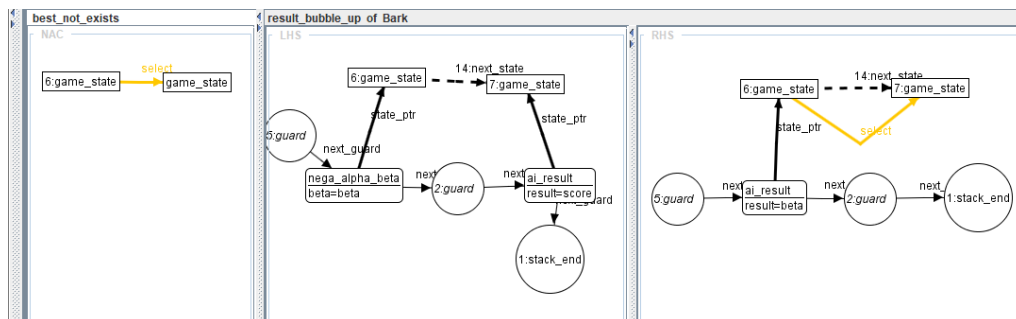 best_not_exists
result_bubble_up of Bark
NAC
select
6:game_state
game_state
LHS
6:game_state
14:next_state
7:game_state
state_ptr
state_ptr
5:guard
next_guard
nega_alpha_beta
beta=beta
next
2:guard
next
ai_result
result=score
1:stack_end
RHS
14:next_state
6:game_state
7:game_state
state_ptr
select
5:guard
next
ai_result
result=beta
next
2:guard
next_
1:stack_end